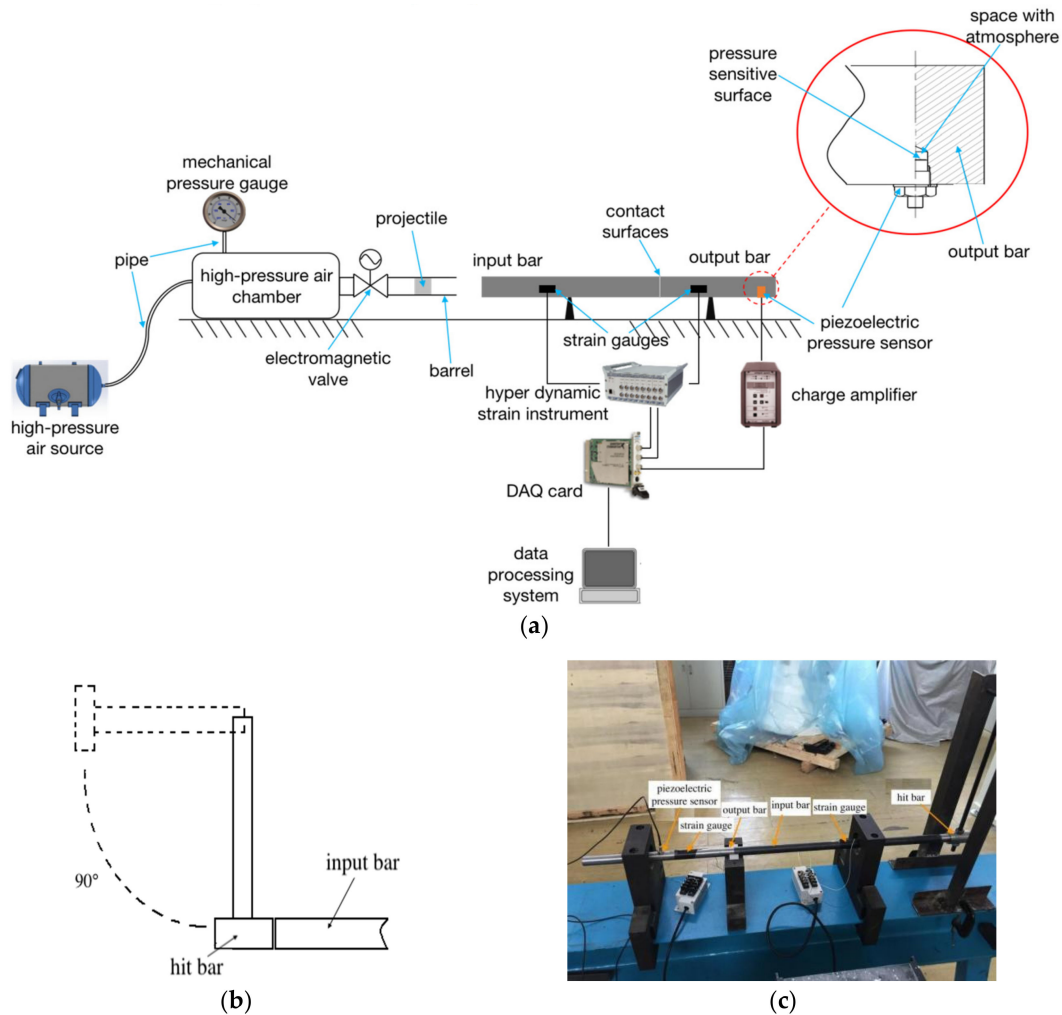 space with
atmosphere
pressure
sensitive
surface
mechanical
pressure gauge
projectile
contact
surfaces
output bar
pipe
high-pressure air
chamber
input bar
output bar
electromagnetic
valve
barrel
strain gauges
piezoelectric
pressure sensor
hyper dynamic
strain instrument
charge amplifier
high-pressure
air source
DAQ card
data
processing
system
(a)
90°
input bar
hit bar
(b)
piezoelectric
pressure sensor
strain gauge
output bar
input bar
strain gauge
hit bar
(c)